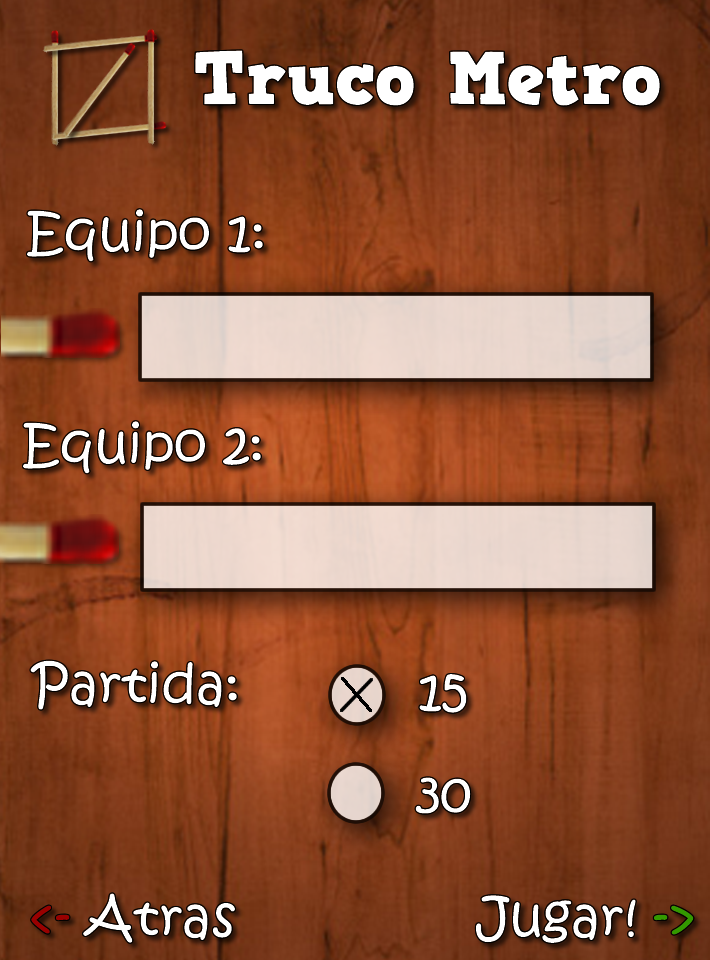 Truco Metro
Equipo 1:
Equipo 2:
Partida:
15
30
<- Atras
Jugar! ->